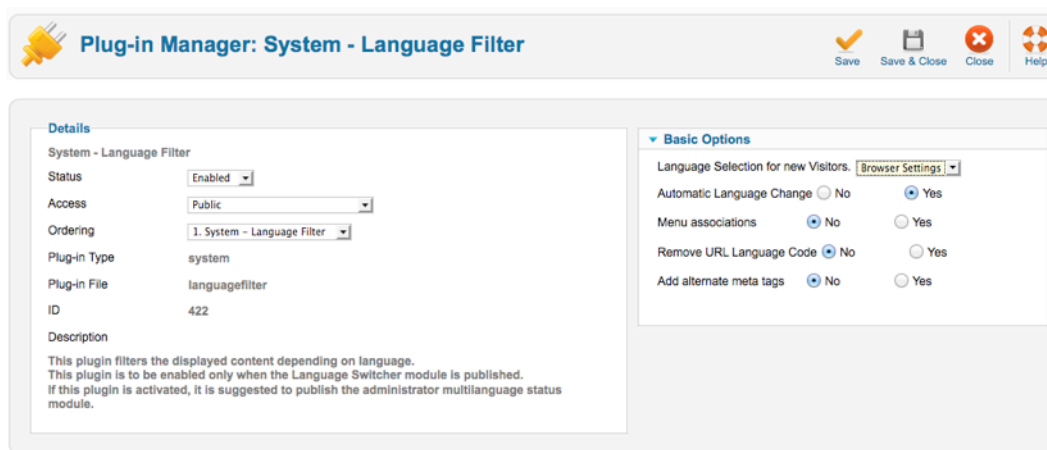 Plug-in Manager: System - Language Filter
Save
Save & Close
Close
Help
Details
System - Language Filter
Status Enabled
Access Public
Ordering 1. System – Language Filter
Plug-in Type system
Plug-in File languagefilter
ID 422
Description
This plugin filters the displayed content depending on language.
This plugin is to be enabled only when the Language Switcher module is published.
If this plugin is activated, it is suggested to publish the administrator multilanguage status
module.
Basic Options
Language Selection for new Visitors. Browser Settings
Automatic Language Change No Yes
Menu associations No Yes
Remove URL Language Code No Yes
Add alternate meta tags No Yes